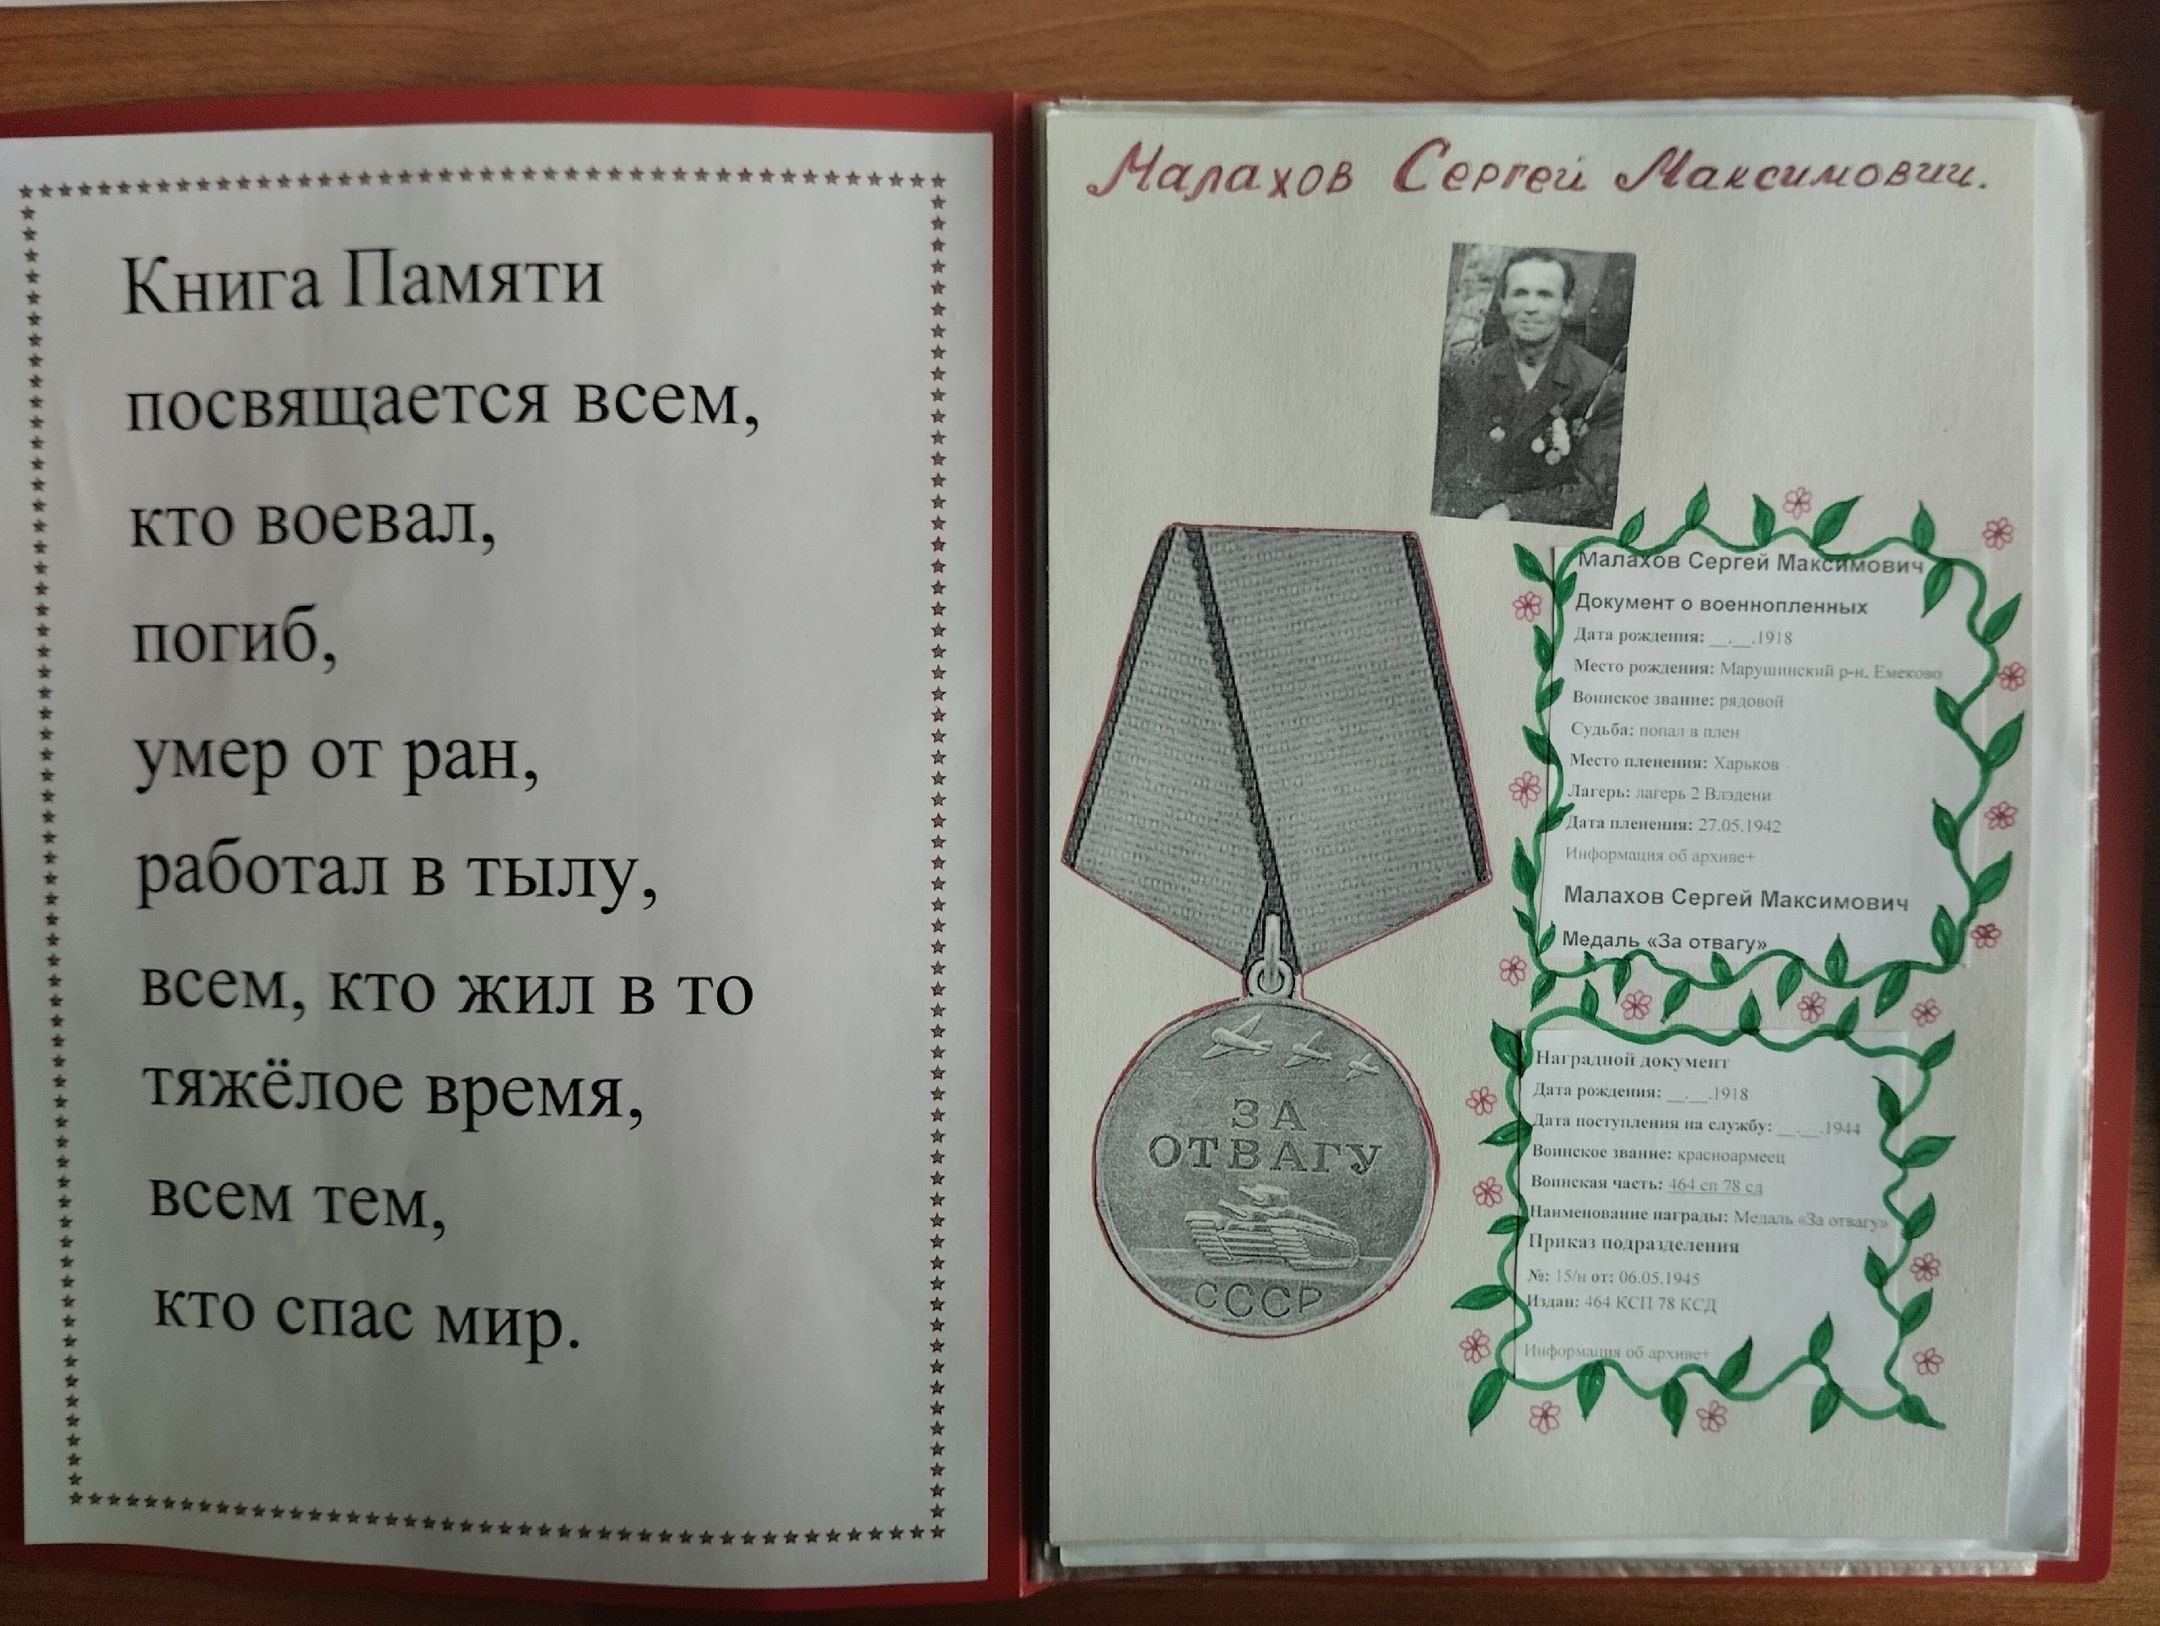 Книга Памяти
посвящается всем,
кто воевал,
погиб,
умер от ран,
работал в тылу,
всем, кто жил в то
тяжёлое время,
всем тем,
кто спас мир.
Малахов Сергей Максимович.
Малахов Сергей Максимович
Документ о военнопленных
Дата рождения: __.__.1918
Место рождения: Марушинский р-н, Емеково
Воинское звание: рядовой
Судьба: попал в плен
Место пленения: Харьков
Лагерь: лагерь 2 Влэдени
Дата пленения: 27.05.1942
Информация об архиве+
Малахов Сергей Максимович
Медаль «За отвагу»
ЗА
ОТВАГУ
СССР
Наградной документ
Дата рождения: __.__.1918
Дата поступления на службу: __.__.1944
Воинское звание: красноармеец
Воинская часть: 464 сп 78 сд
Наименование награды: Медаль «За отвагу»
Приказ подразделения
№: 15/н от: 06.05.1945
Издан: 464 КСП 78 КСД
Информация об архиве+